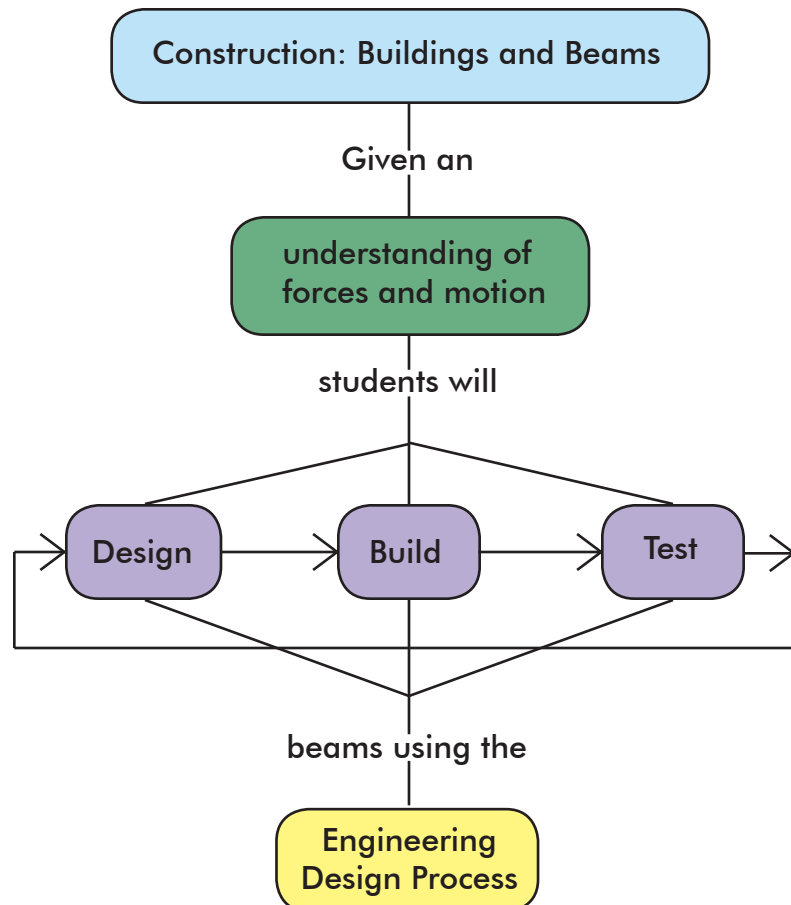 Construction: Buildings and Beams
Given an
understanding of
forces and motion
students will
Design
Build
Test
beams using the
Engineering
Design Process